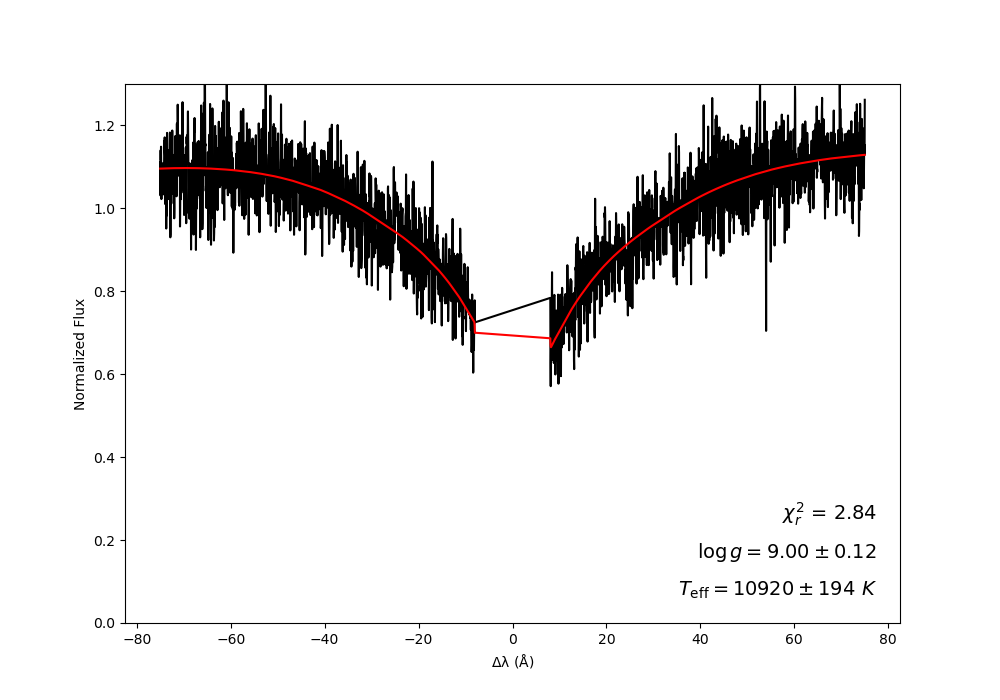 1.2
1.0
0.8
0.6
0.4
0.2
0.0
Normalized Flux
χ²ᵣ = 2.84
log g = 9.00 ± 0.12
T_eff = 10920 ± 194 K
−80 −60 −40 −20 0 20 40 60 80
Δλ (Å)